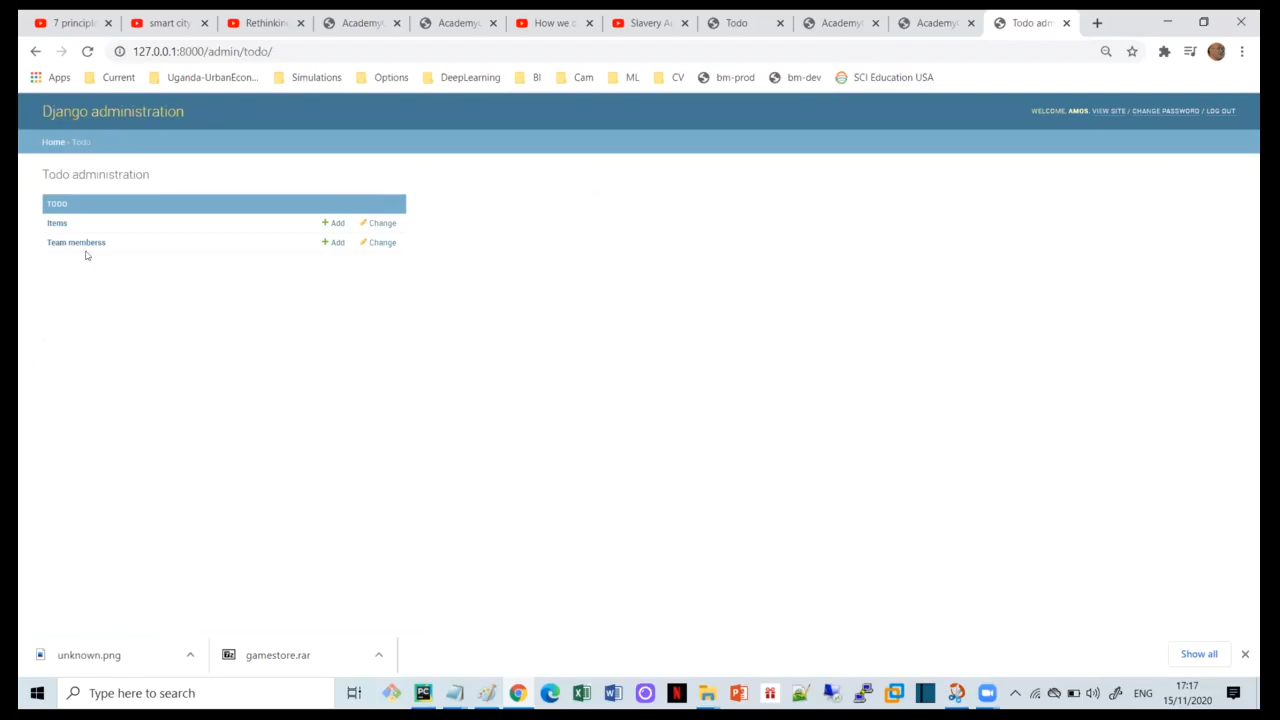 7 principl
smart city
Rethinkin
Academy
Academy
How we c
Slavery A
Todo
Academy
Academy
Todo adm
127.0.0.1:8000/admin/todo/
Apps
Current
Uganda-UrbanEcon...
Simulations
Options
DeepLearning
BI
Cam
ML
CV
bm-prod
bm-dev
SCI Education USA
Django administration
WELCOME, AMOS. VIEW SITE / CHANGE PASSWORD / LOG OUT
Home › Todo
Todo administration
TODO
Items
Add
Change
Team memberss
Add
Change
unknown.png
gamestore.rar
Show all
Type here to search
ENG
17:17
15/11/2020